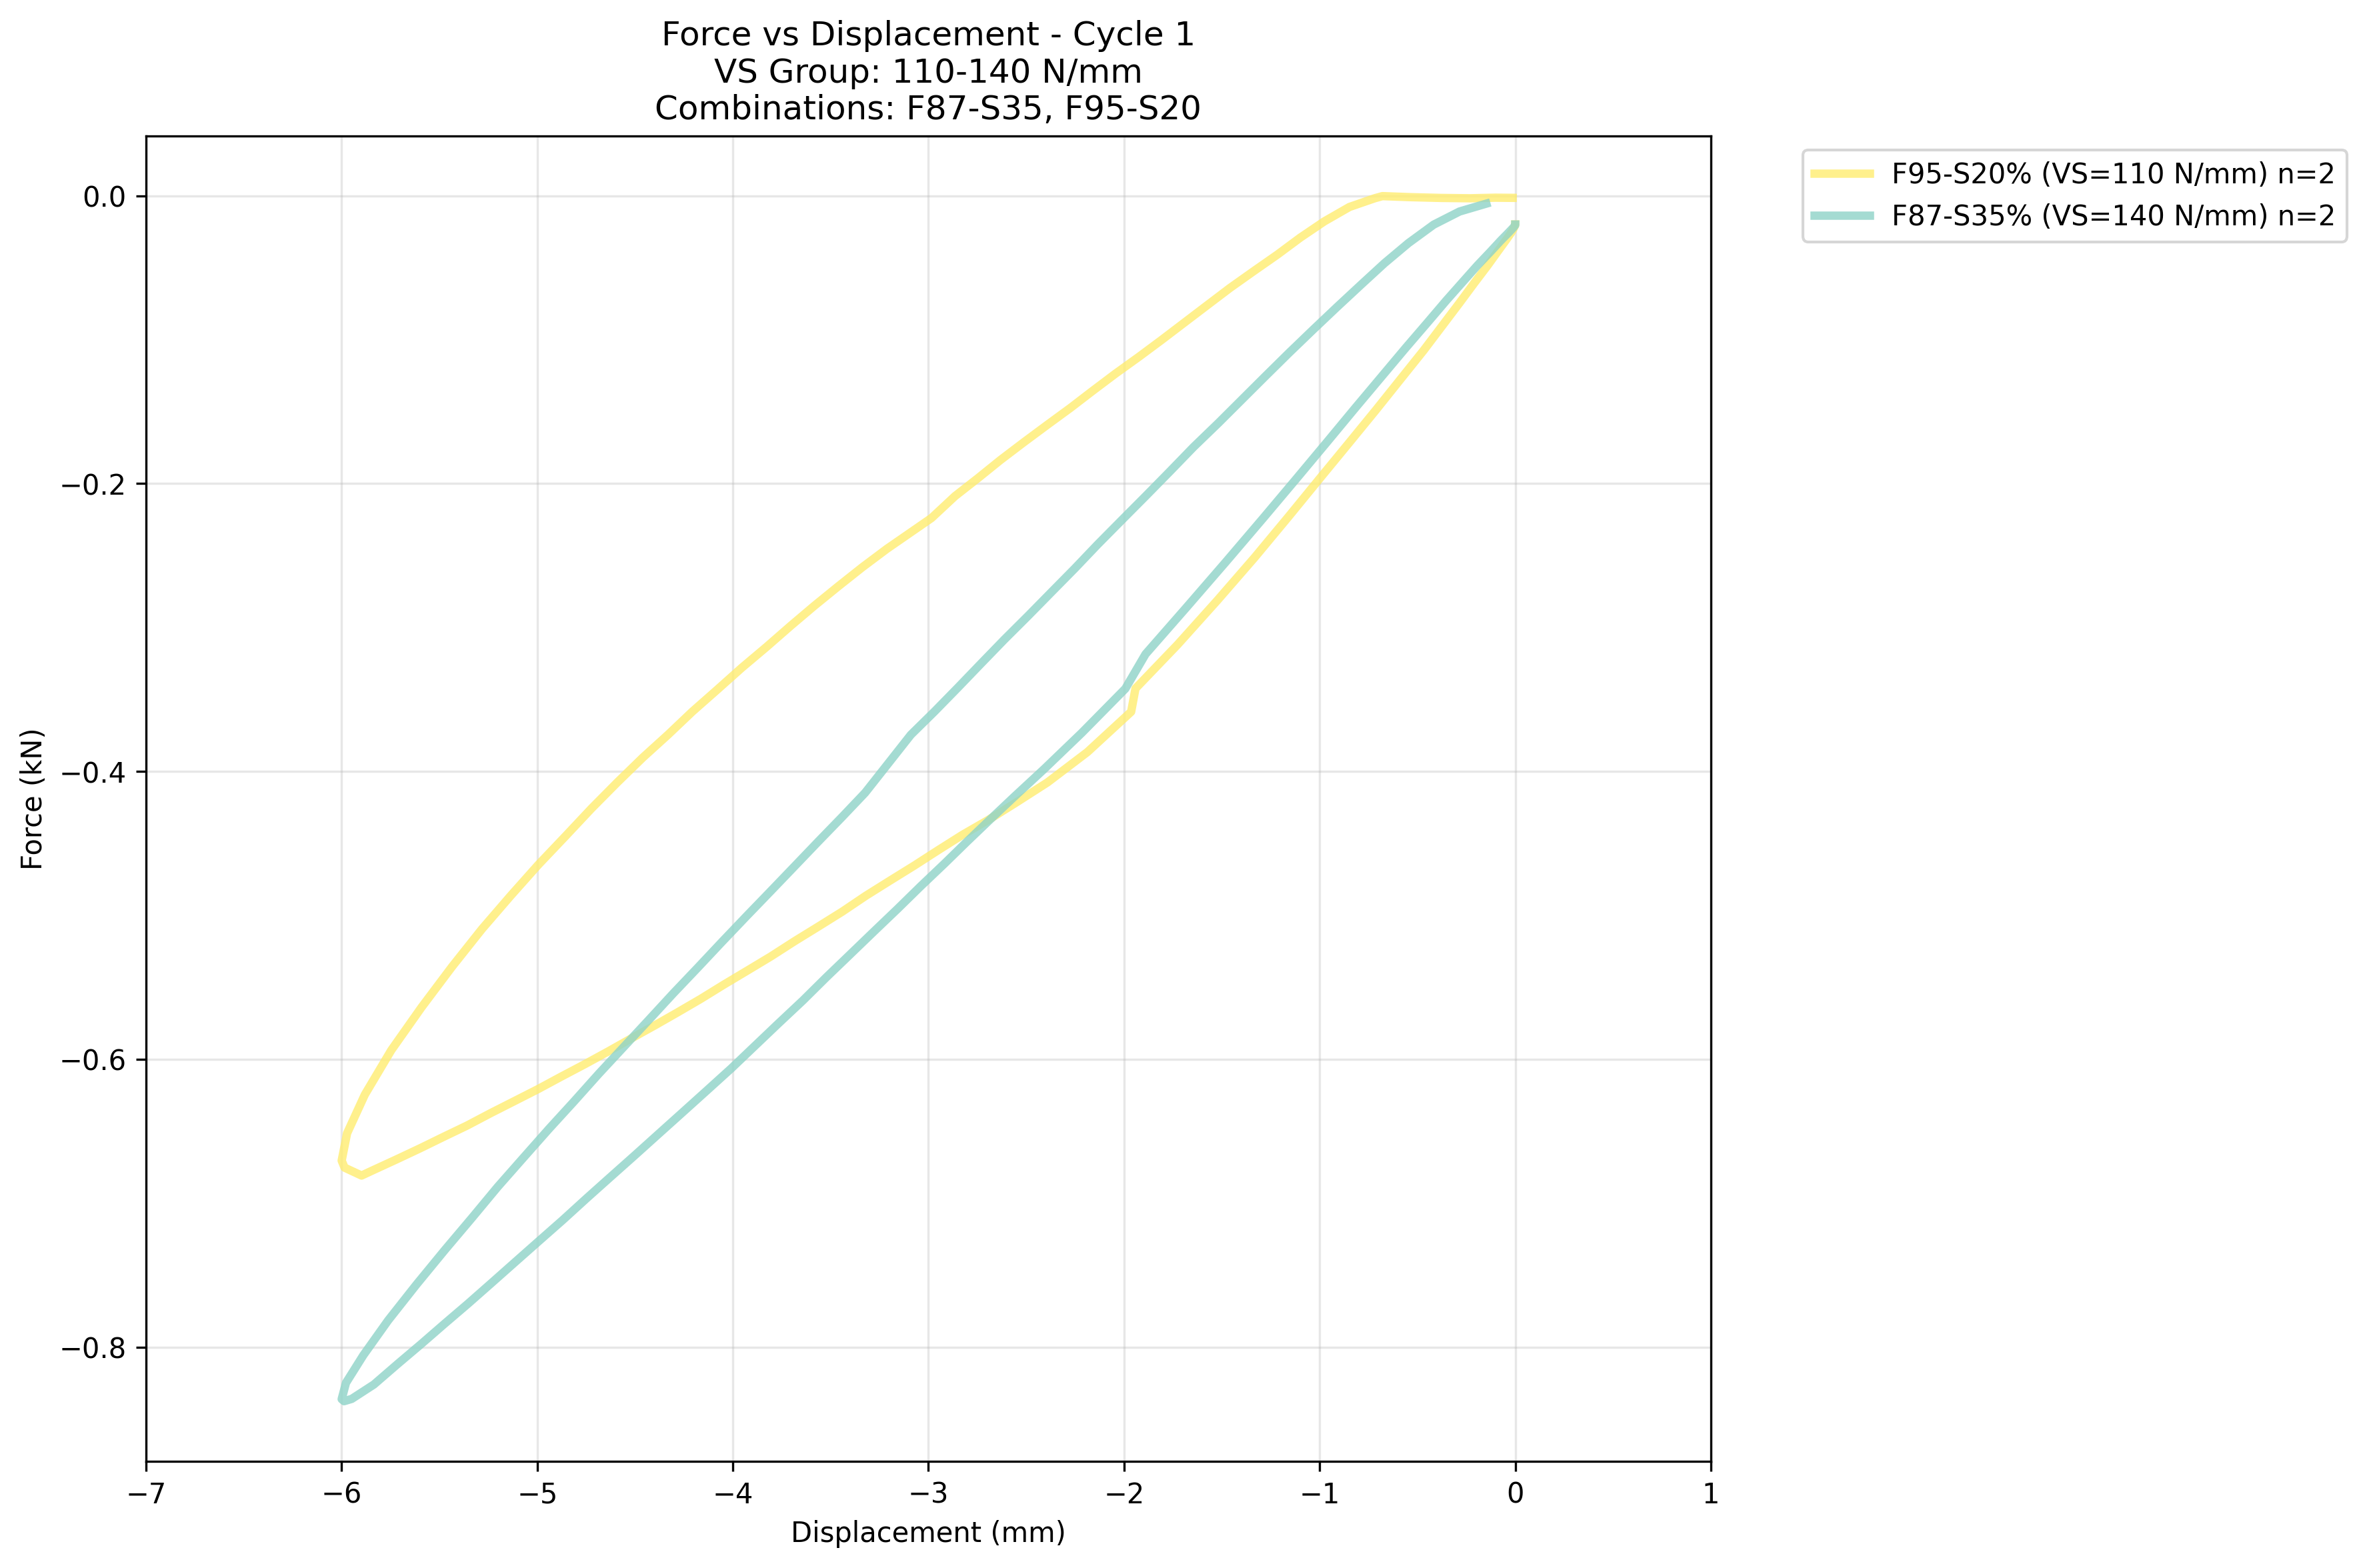 Force vs Displacement - Cycle 1
VS Group: 110-140 N/mm
Combinations: F87-S35, F95-S20
F95-S20% (VS=110 N/mm) n=2
F87-S35% (VS=140 N/mm) n=2
Force (kN)
0.0
−0.2
−0.4
−0.6
−0.8
−7 −6 −5 −4 −3 −2 −1 0 1
Displacement (mm)